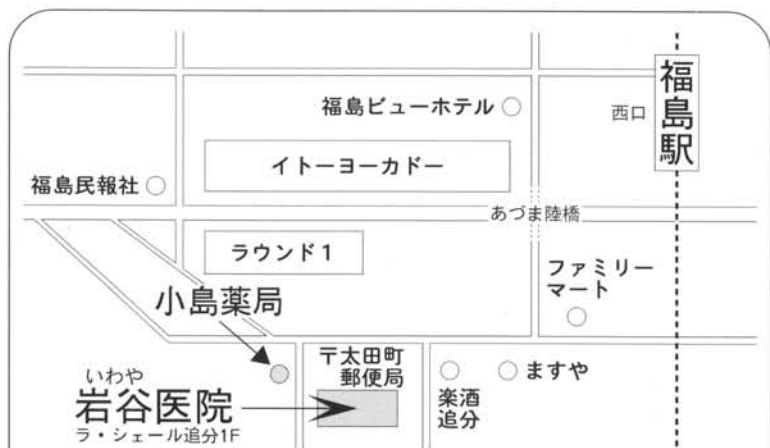 福島駅
西口
福島ビューホテル
イトーヨーカドー
福島民報社
あづま陸橋
ラウンド1
ファミリー
マート
小島薬局
〒太田町
郵便局
ますや
楽酒
追分
いわや
岩谷医院
ラ・シェール追分1F